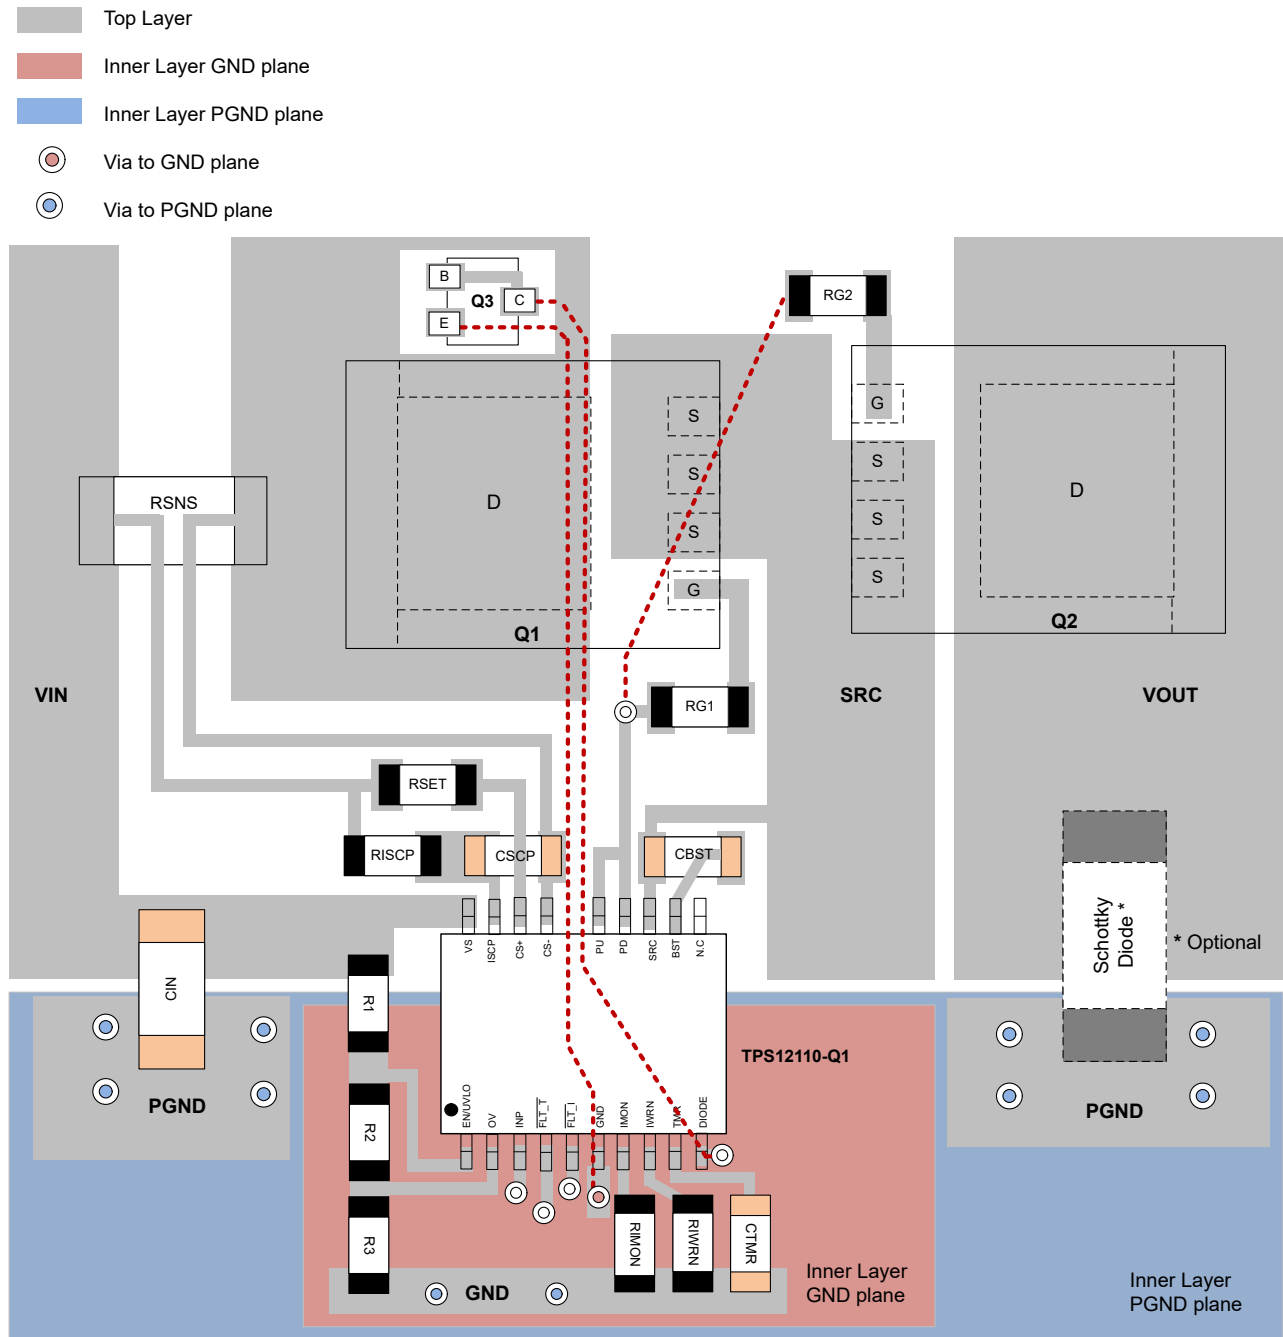 Top Layer
Inner Layer GND plane
Inner Layer PGND plane
Via to GND plane
Via to PGND plane
B
Q3
C
E
RG2
G
S
S
S
S
S
S
D
D
RSNS
G
Q1
Q2
VIN
RG1
SRC
VOUT
RSET
RISCP
CSCP
CBST
Schottky
Diode *
* Optional
VS
ISCP
CS+
CS-
PU
PD
SRC
BST
N.C
CIN
R1
TPS12110-Q1
PGND
PGND
EN/UVLO
OV
INP
FLT_T
FLT_I
GND
IMON
IWRN
TMR
DIODE
R2
R3
RIMON
RIWRN
CTMR
GND
Inner Layer
GND plane
Inner Layer
PGND plane